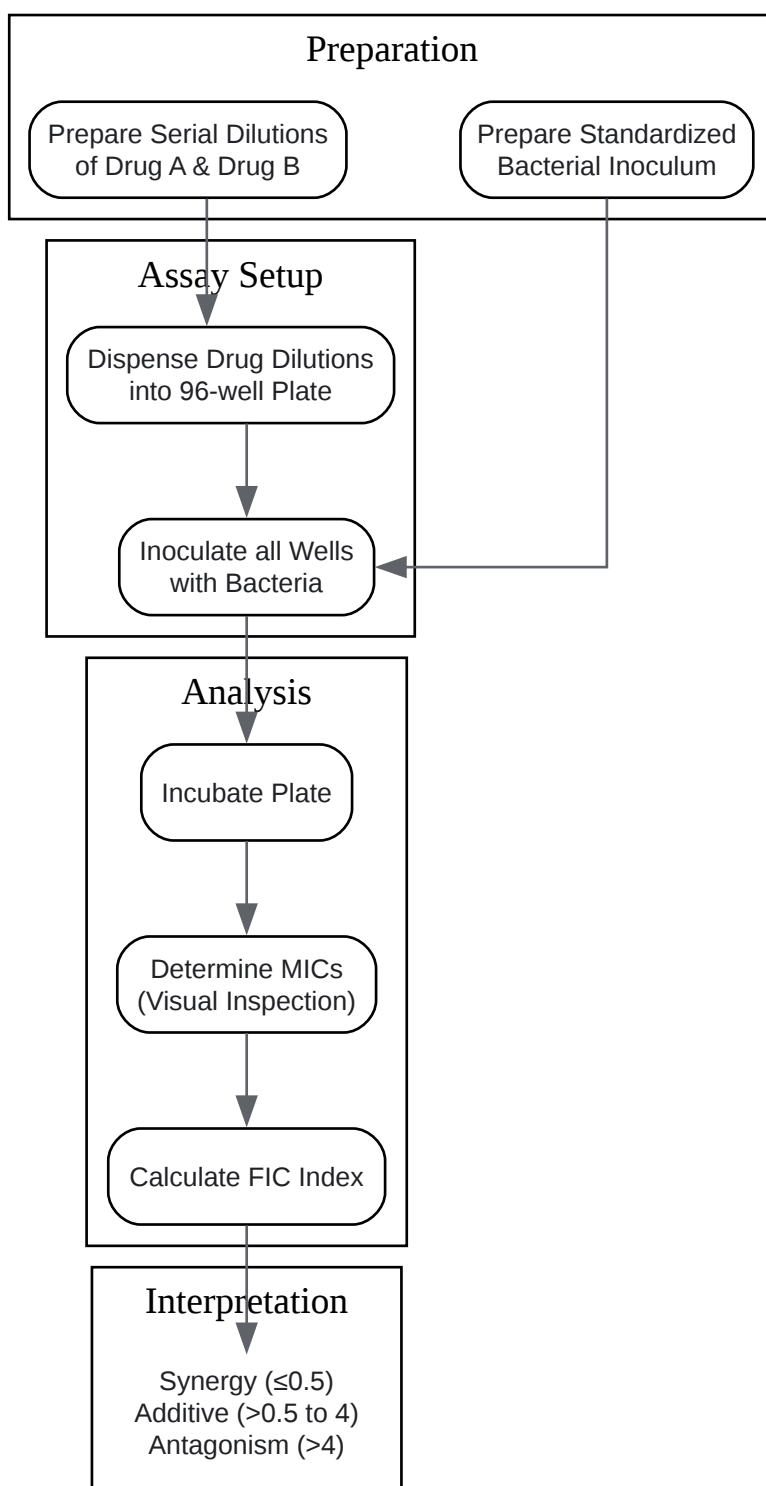 Preparation
Prepare Serial Dilutions
of Drug A & Drug B
Prepare Standardized
Bacterial Inoculum
Assay Setup
Dispense Drug Dilutions
into 96-well Plate
Inoculate all Wells
with Bacteria
Analysis
Incubate Plate
Determine MICs
(Visual Inspection)
Calculate FIC Index
Interpretation
Synergy (≤0.5)
Additive (>0.5 to 4)
Antagonism (>4)